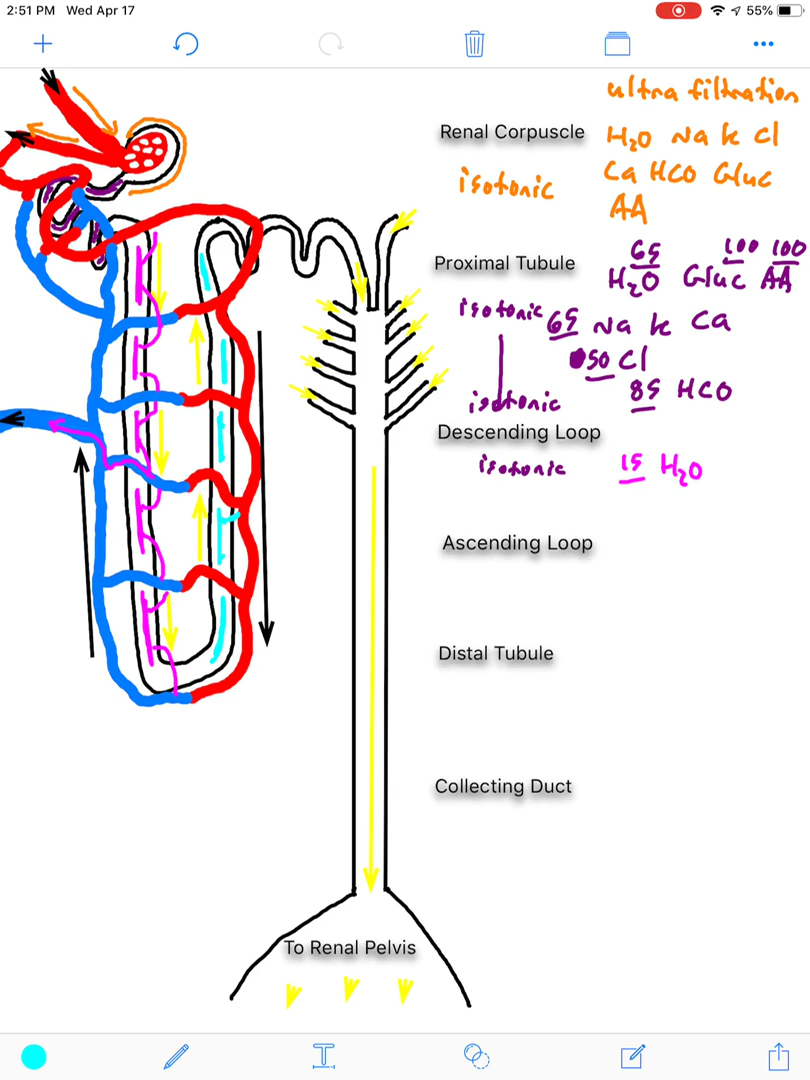 2:51 PM Wed Apr 17
55%
ultra filtration
Renal Corpuscle
H₂O Na K Cl
isotonic
Ca HCO Gluc
AA
65 100 100
Proximal Tubule
H₂O Gluc AA
isotonic
65 Na K Ca
50 Cl
85 HCO
isotonic
Descending Loop
isotonic
15 H₂O
Ascending Loop
Distal Tubule
Collecting Duct
To Renal Pelvis
T